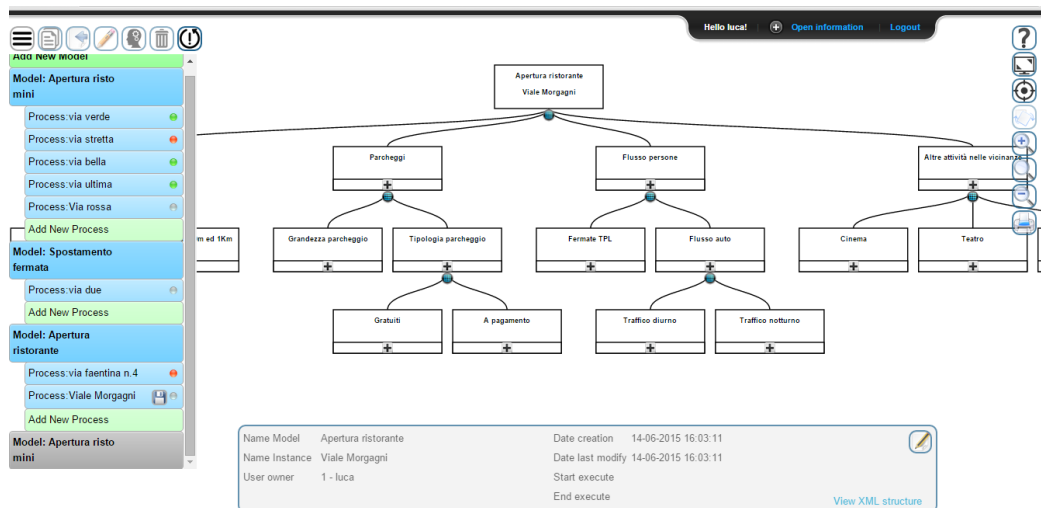 Hello luca!
Open information
Logout
Add New Model
Model: Apertura risto
mini
Process:via verde
Process:via stretta
Process:via bella
Process:via ultima
Process:Via rossa
Add New Process
Model: Spostamento
fermata
Process:via due
Add New Process
Model: Apertura
ristorante
Process:via faentina n.4
Process:Viale Morgagni
Add New Process
Model: Apertura risto
mini
Apertura ristorante
Viale Morgagni
Parcheggi
Flusso persone
Altre attività nelle vicinanze
ed 1Km
Grandezza parcheggio
Tipologia parcheggio
Fermate TPL
Flusso auto
Cinema
Teatro
Gratuiti
A pagamento
Traffico diurno
Traffico notturno
Name Model Apertura ristorante
Name Instance Viale Morgagni
User owner 1 - luca
Date creation 14-06-2015 16:03:11
Date last modify 14-06-2015 16:03:11
Start execute
End execute
View XML structure